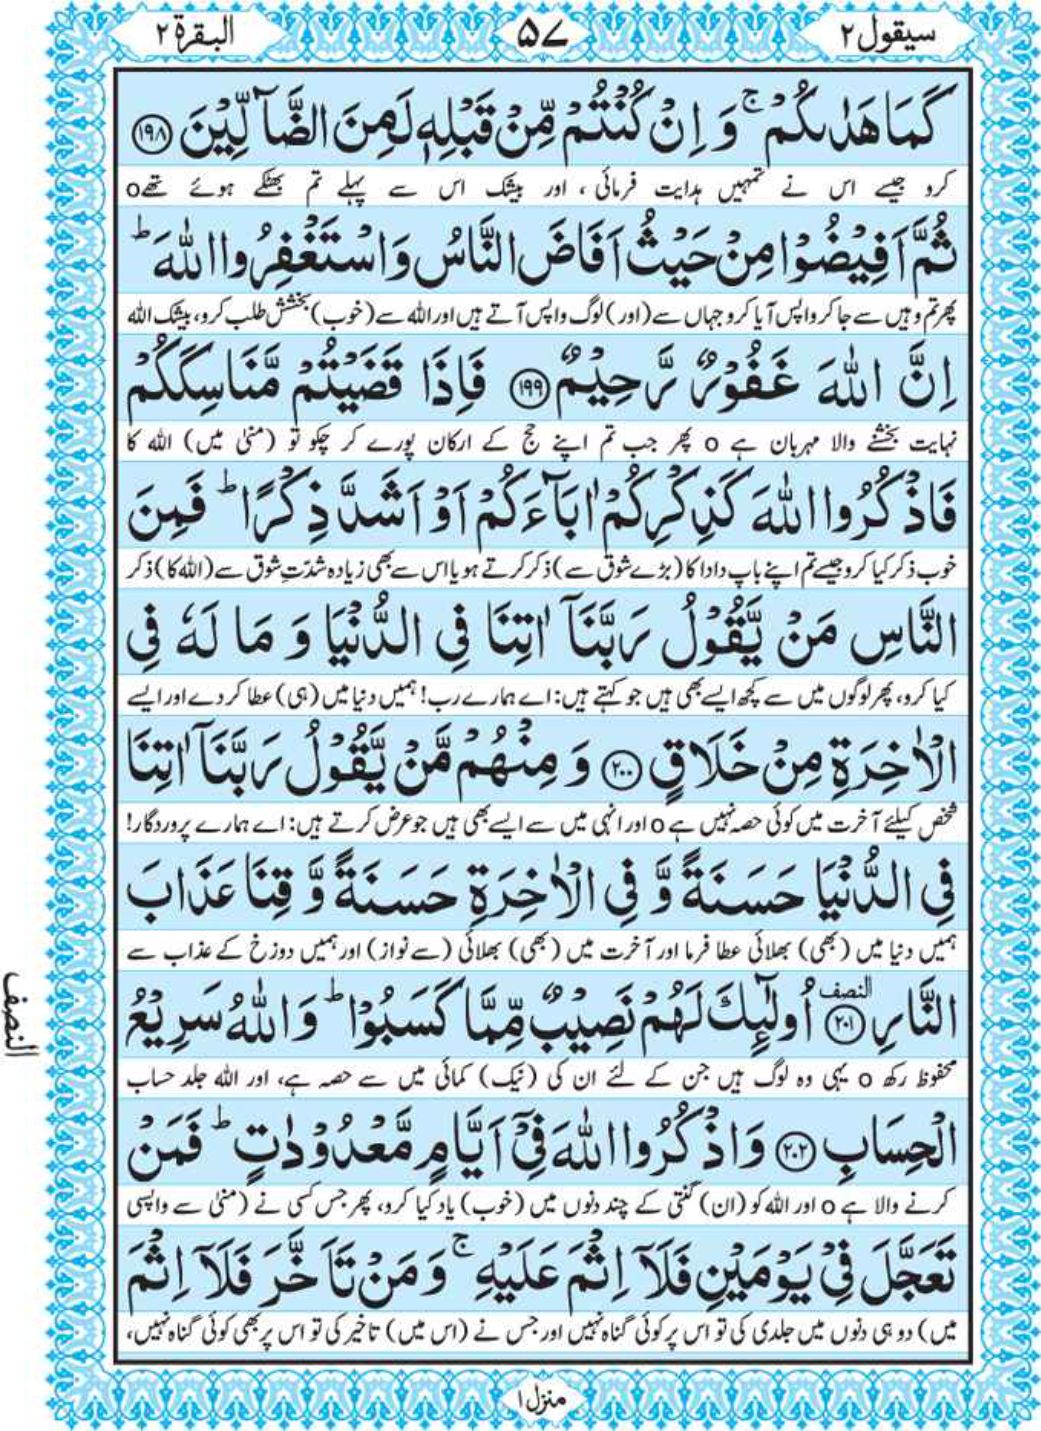 سیقول ۲
۵۷
البقرة ۲
كَمَا هَدٰىكُمْ ۚ وَ اِنْ كُنْتُمْ مِّنْ قَبْلِهٖ لَمِنَ الضَّآلِّیْنَ ﴿۱۹۸﴾
کرو جیسے اس نے تمہیں ہدایت فرمائی، اور بیشک اس سے پہلے تم بھٹکے ہوئے تھےo
ثُمَّ اَفِیْضُوْا مِنْ حَیْثُ اَفَاضَ النَّاسُ وَ اسْتَغْفِرُوا اللّٰهَ ؕ
پھر تم وہیں سے جا کر واپس آیا کرو جہاں سے (اور) لوگ واپس آتے ہیں اور اللہ سے (خوب) بخشش طلب کرو، بیشک اللہ
اِنَّ اللّٰهَ غَفُوْرٌ رَّحِیْمٌ ﴿۱۹۹﴾ فَاِذَا قَضَیْتُمْ مَّنَاسِكَكُمْ
نہایت بخشنے والا مہربان ہے o پھر جب تم اپنے حج کے ارکان پورے کر چکو تو (منیٰ میں) اللہ کا
فَاذْكُرُوا اللّٰهَ كَذِكْرِكُمْ اٰبَآءَكُمْ اَوْ اَشَدَّ ذِكْرًا ؕ فَمِنَ
خوب ذکر کیا کرو جیسے تم اپنے باپ دادا کا (بڑے شوق سے) ذکر کرتے ہو یا اس سے بھی زیادہ شدّتِ شوق سے (اللہ کا) ذکر
النَّاسِ مَنْ یَّقُوْلُ رَبَّنَاۤ اٰتِنَا فِی الدُّنْیَا وَ مَا لَهٗ فِی
کیا کرو، پھر لوگوں میں سے کچھ ایسے بھی ہیں جو کہتے ہیں: اے ہمارے رب! ہمیں دنیا میں (ہی) عطا کر دے اور ایسے
الْاٰخِرَةِ مِنْ خَلَاقٍ ﴿۲۰۰﴾ وَ مِنْهُمْ مَّنْ یَّقُوْلُ رَبَّنَاۤ اٰتِنَا
شخص کیلئے آخرت میں کوئی حصہ نہیں ہے o اور انہی میں سے ایسے بھی ہیں جو عرض کرتے ہیں: اے ہمارے پروردگار!
فِی الدُّنْیَا حَسَنَةً وَّ فِی الْاٰخِرَةِ حَسَنَةً وَّ قِنَا عَذَابَ
ہمیں دنیا میں (بھی) بھلائی عطا فرما اور آخرت میں (بھی) بھلائی (سے نواز) اور ہمیں دوزخ کے عذاب سے
النَّارِ ﴿۲۰۱﴾ النصف اُولٰٓىِٕكَ لَهُمْ نَصِیْبٌ مِّمَّا كَسَبُوْا ؕ وَ اللّٰهُ سَرِیْعُ
النصف
محفوظ رکھ o یہی وہ لوگ ہیں جن کے لئے ان کی (نیک) کمائی میں سے حصہ ہے، اور اللہ جلد حساب
الْحِسَابِ ﴿۲۰۲﴾ وَ اذْكُرُوا اللّٰهَ فِیْۤ اَیَّامٍ مَّعْدُوْدٰتٍ ؕ فَمَنْ
کرنے والا ہے o اور اللہ کو (ان) گنتی کے چند دنوں میں (خوب) یاد کیا کرو، پھر جس کسی نے (منیٰ سے واپسی
تَعَجَّلَ فِیْ یَوْمَیْنِ فَلَاۤ اِثْمَ عَلَیْهِ ۚ وَ مَنْ تَاَخَّرَ فَلَاۤ اِثْمَ
میں) دو ہی دنوں میں جلدی کی تو اس پر کوئی گناہ نہیں اور جس نے (اس میں) تاخیر کی تو اس پر بھی کوئی گناہ نہیں،
منزل ۱